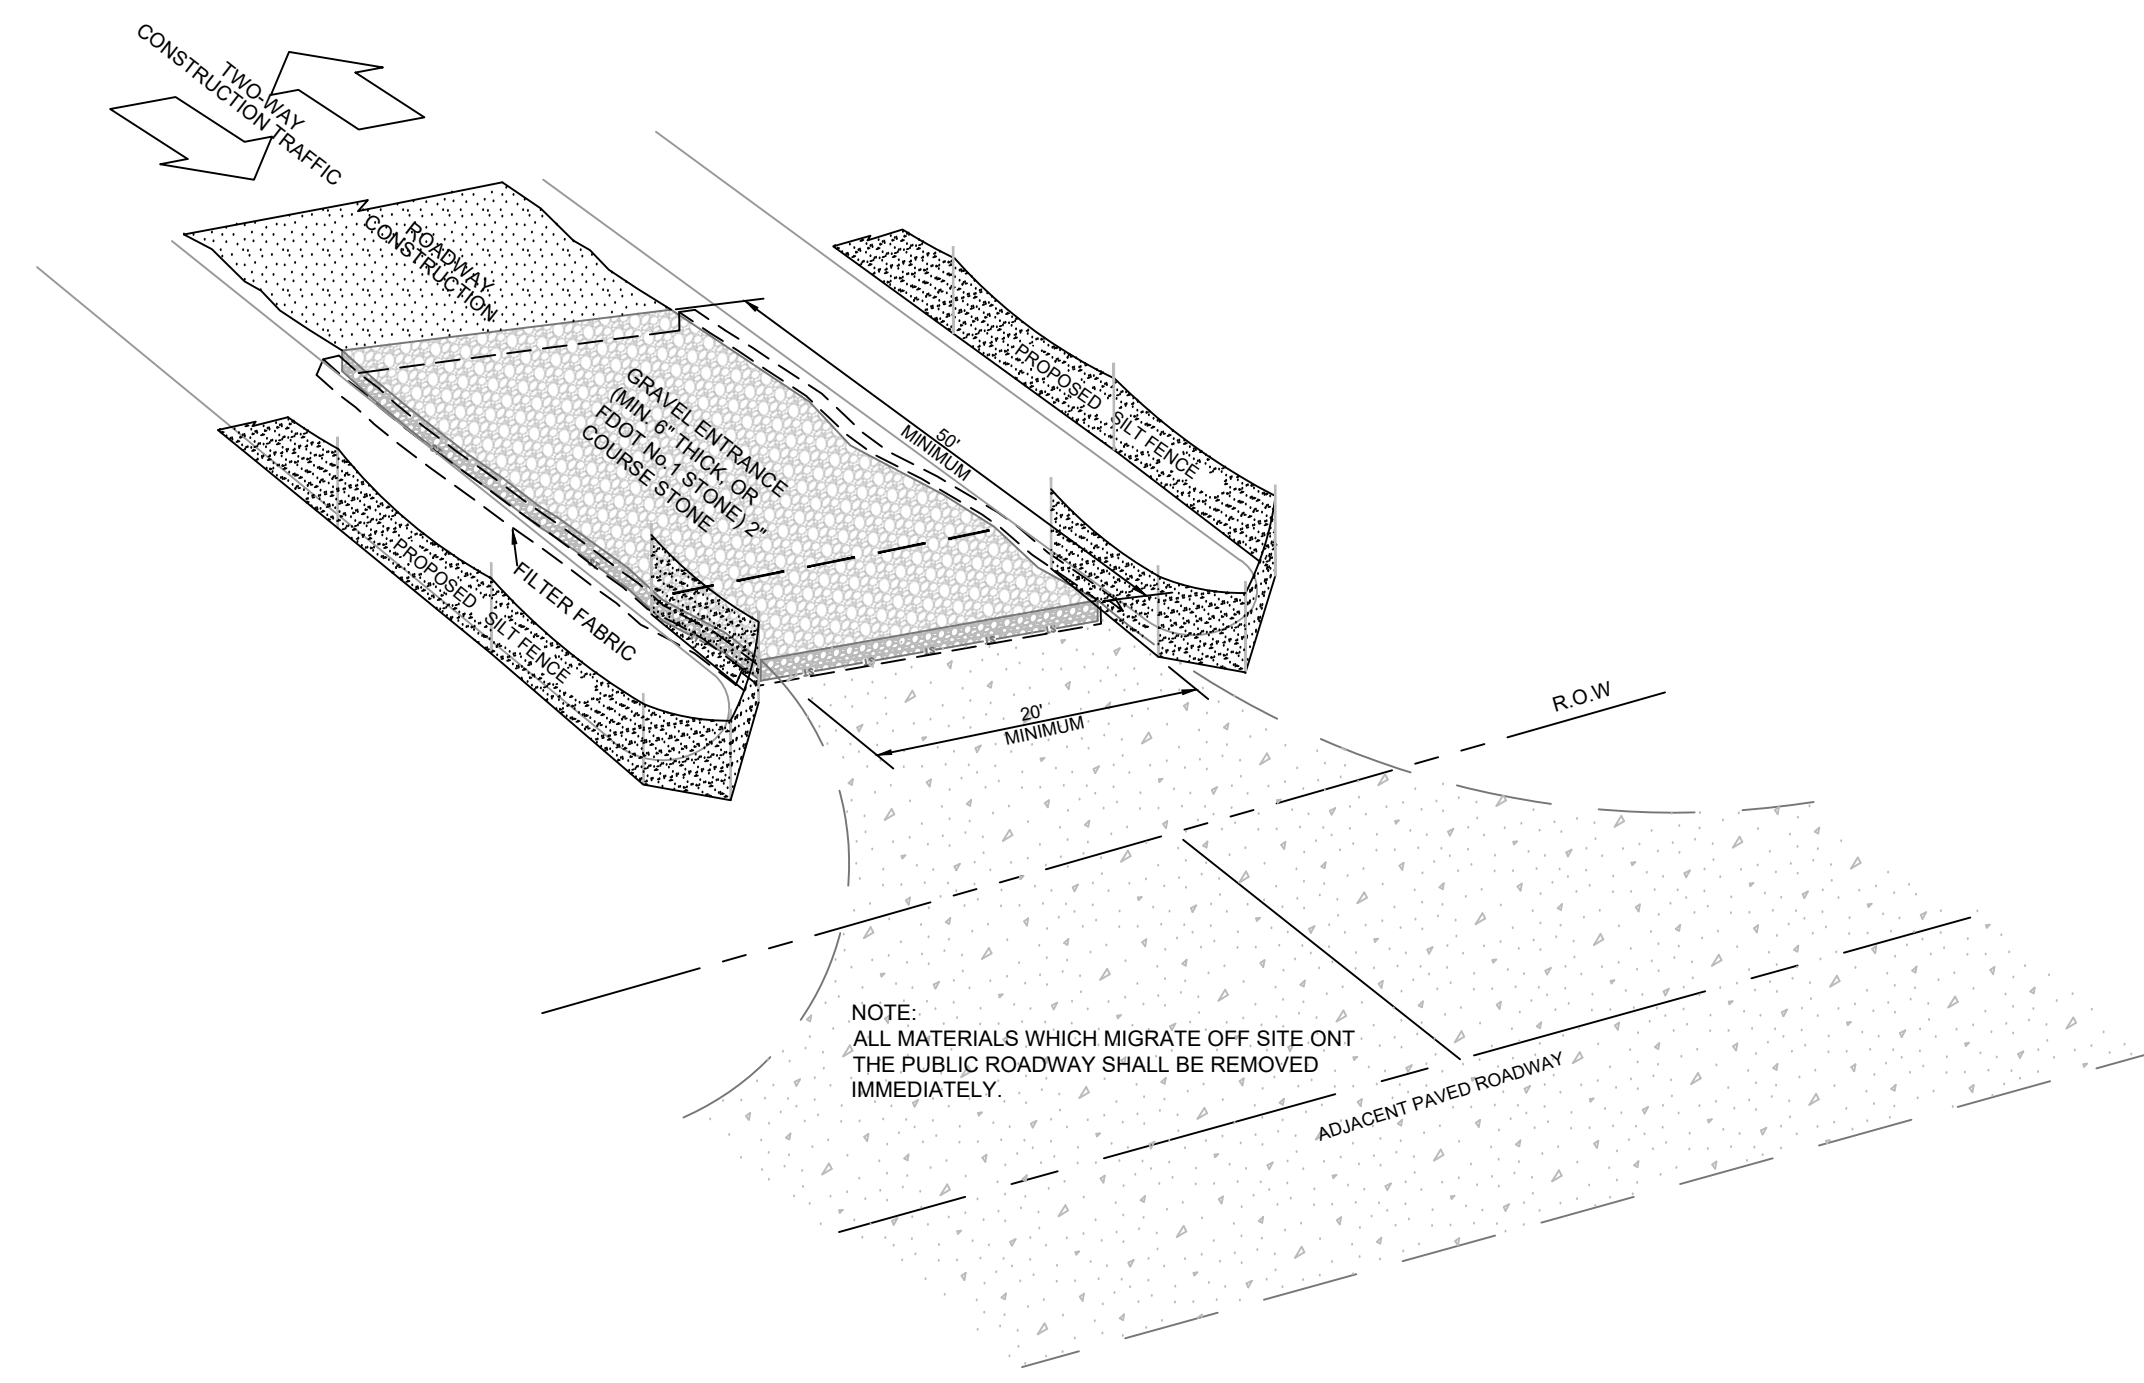 TWO-WAY
CONSTRUCTION TRAFFIC
ROADWAY
CONSTRUCTION
GRAVEL ENTRANCE
(MIN. 6" THICK, OR
FDOT No.1 STONE) 2"
COURSE STONE
50'
MINIMUM
PROPOSED SILT FENCE
PROPOSED SILT FENCE
FILTER FABRIC
20'
MINIMUM
R.O.W
NOTE:
ALL MATERIALS WHICH MIGRATE OFF SITE ONT
THE PUBLIC ROADWAY SHALL BE REMOVED
IMMEDIATELY.
ADJACENT PAVED ROADWAY